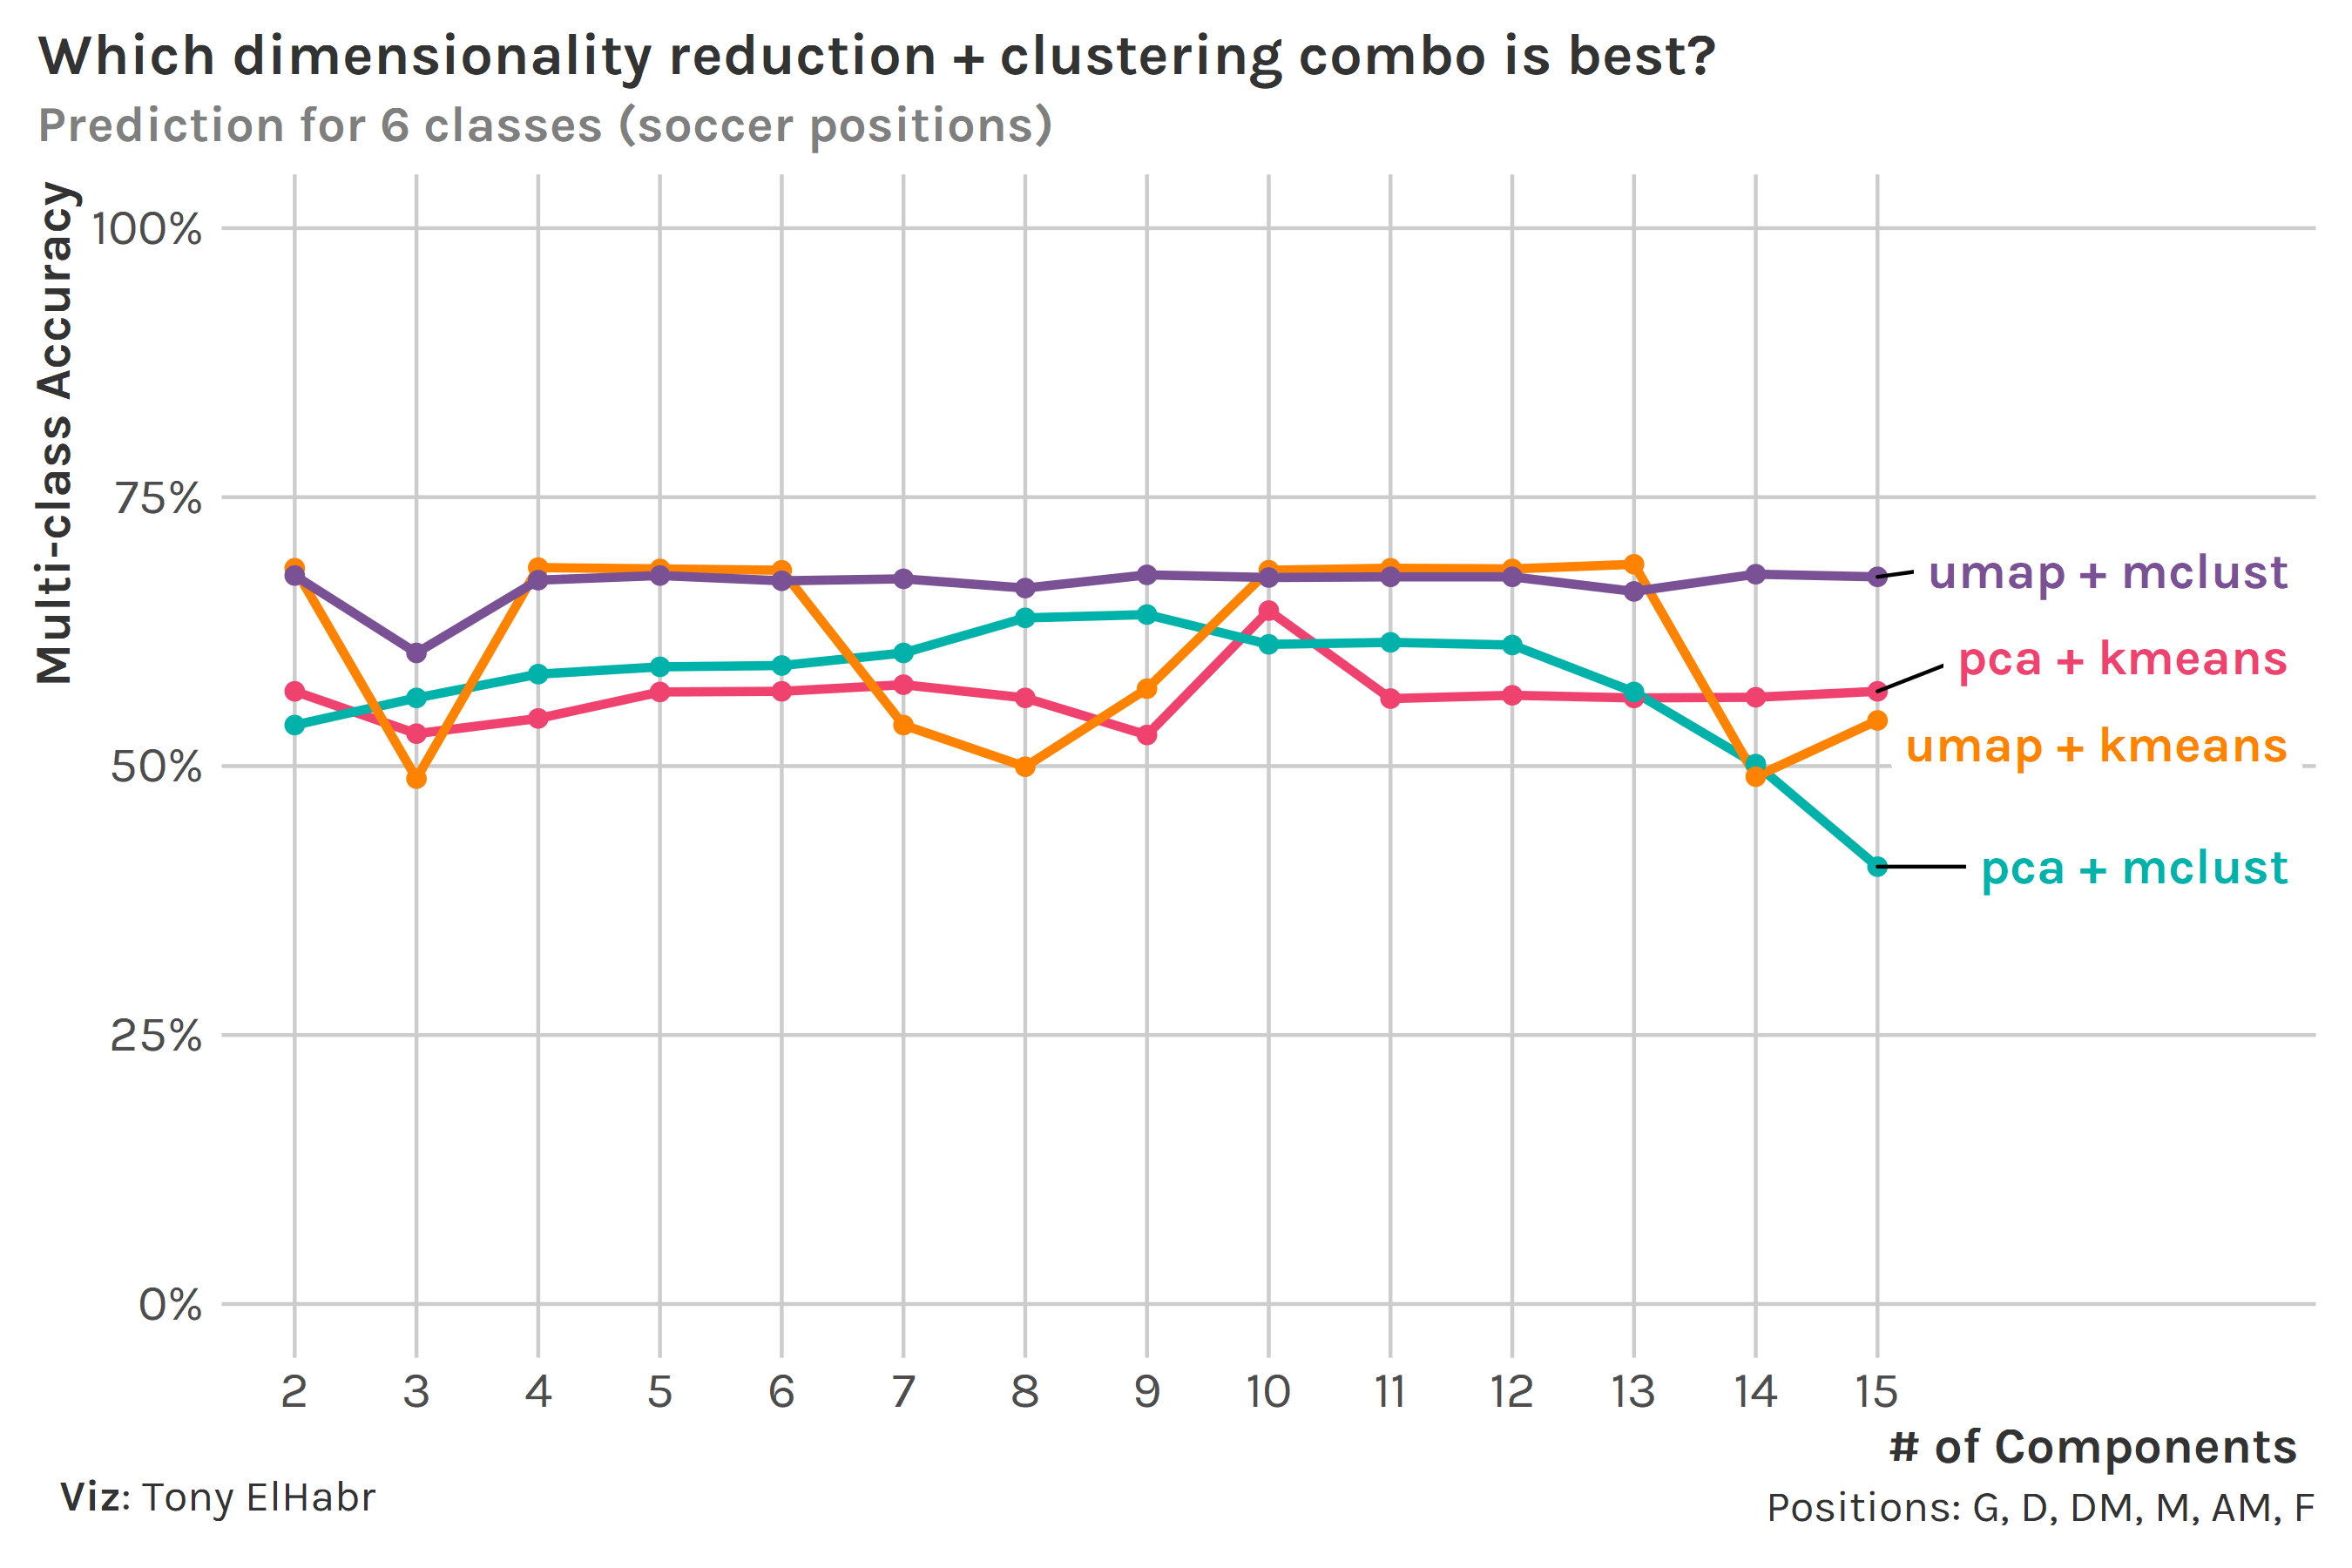 Which dimensionality reduction + clustering combo is best?
Prediction for 6 classes (soccer positions)
Multi-class Accuracy
100%
75%
50%
25%
0%
umap + mclust
pca + kmeans
umap + kmeans
pca + mclust
2 3 4 5 6 7 8 9 10 11 12 13 14 15
# of Components
Viz: Tony ElHabr
Positions: G, D, DM, M, AM, F